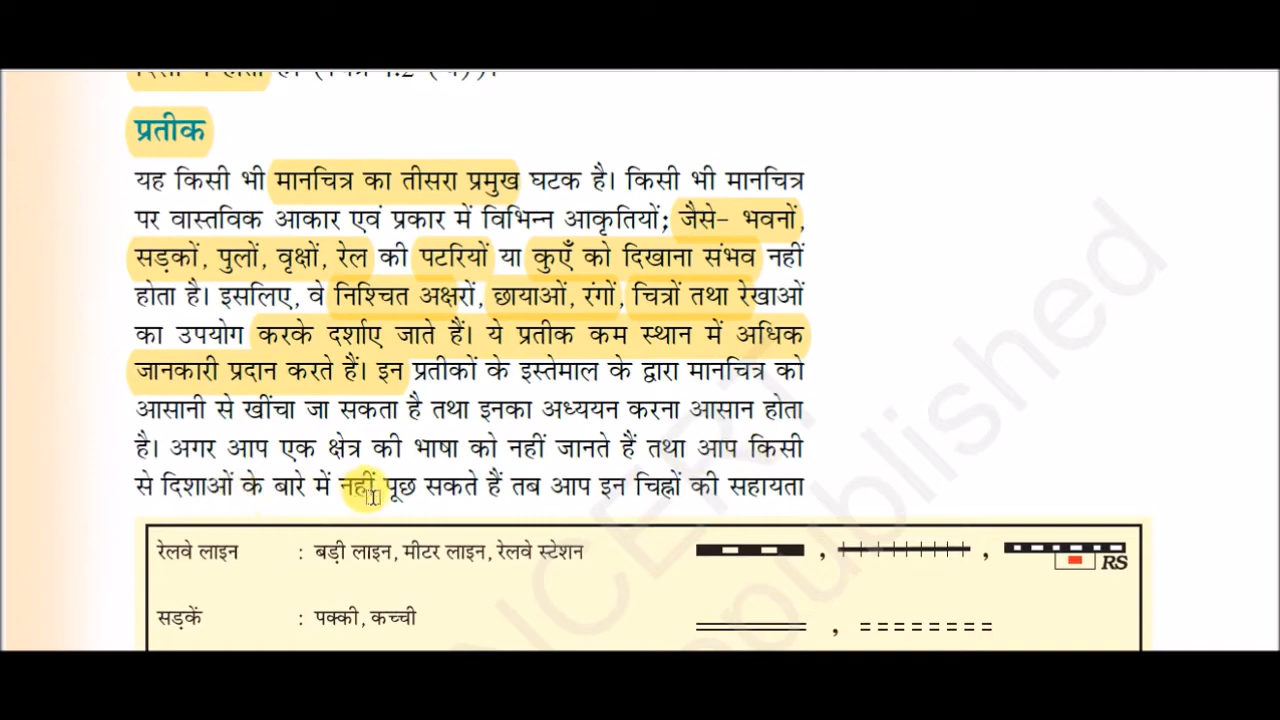 प्रतीक
यह किसी भी मानचित्र का तीसरा प्रमुख घटक है। किसी भी मानचित्र
पर वास्तविक आकार एवं प्रकार में विभिन्न आकृतियों; जैसे– भवनों,
सड़कों, पुलों, वृक्षों, रेल की पटरियों या कुएँ को दिखाना संभव नहीं
होता है। इसलिए, वे निश्चित अक्षरों, छायाओं, रंगों, चित्रों तथा रेखाओं
का उपयोग करके दर्शाए जाते हैं। ये प्रतीक कम स्थान में अधिक
जानकारी प्रदान करते हैं। इन प्रतीकों के इस्तेमाल के द्वारा मानचित्र को
आसानी से खींचा जा सकता है तथा इनका अध्ययन करना आसान होता
है। अगर आप एक क्षेत्र की भाषा को नहीं जानते हैं तथा आप किसी
से दिशाओं के बारे में नहीं पूछ सकते हैं तब आप इन चिह्नों की सहायता
रेलवे लाइन : बड़ी लाइन, मीटर लाइन, रेलवे स्टेशन , , RS
सड़कें : पक्की, कच्ची ,
NCERT
republished